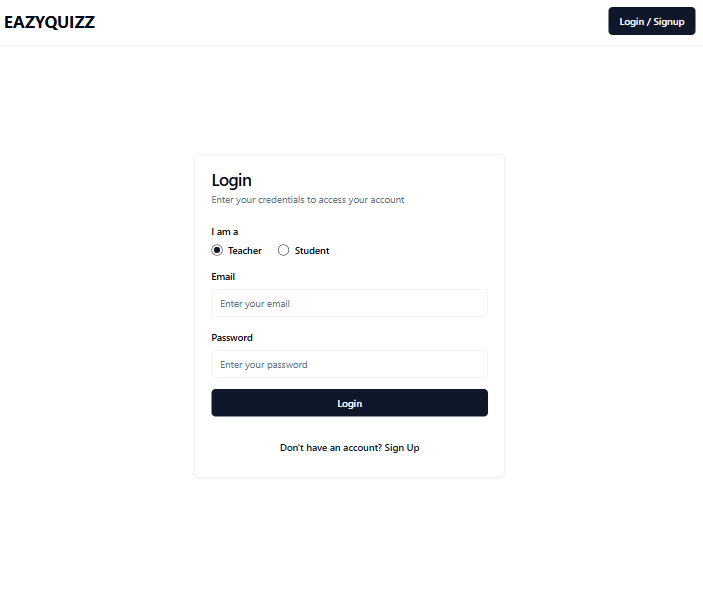 EAZYQUIZZ
Login / Signup
Login
Enter your credentials to access your account
I am a
Teacher Student
Email
Enter your email
Password
Enter your password
Login
Don't have an account? Sign Up